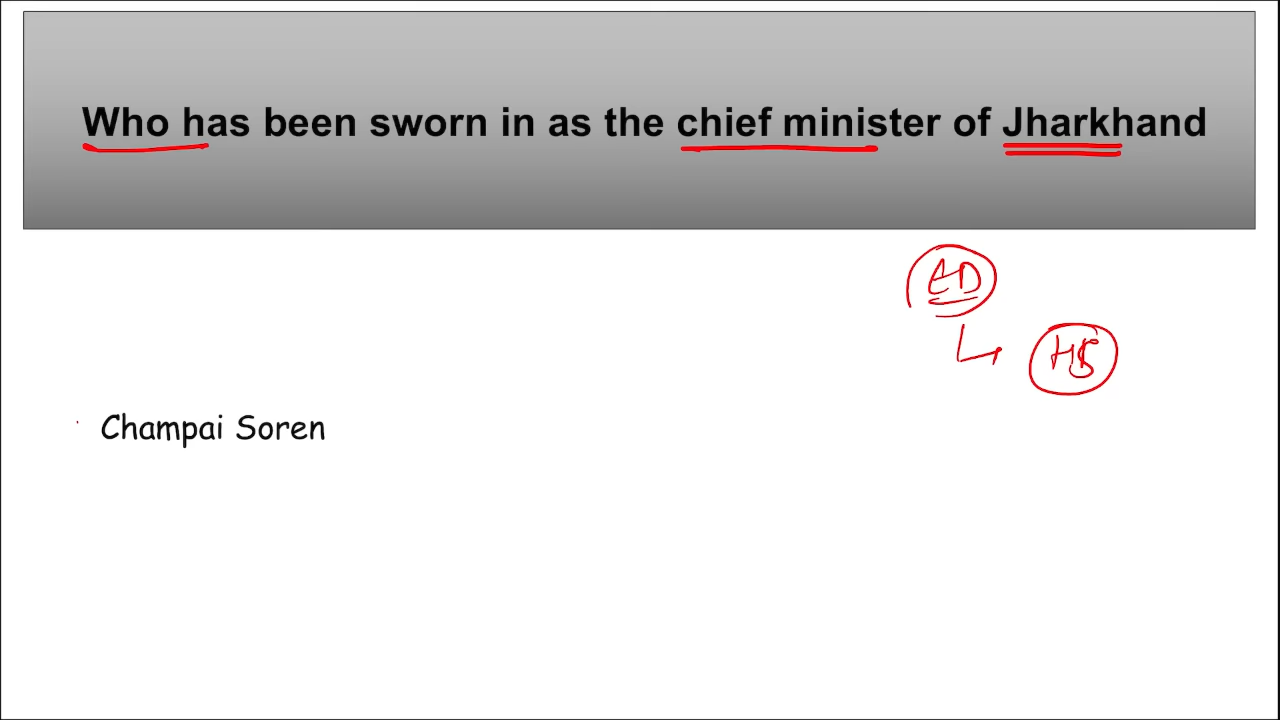 Who has been sworn in as the chief minister of Jharkhand
ED
HS
Champai Soren